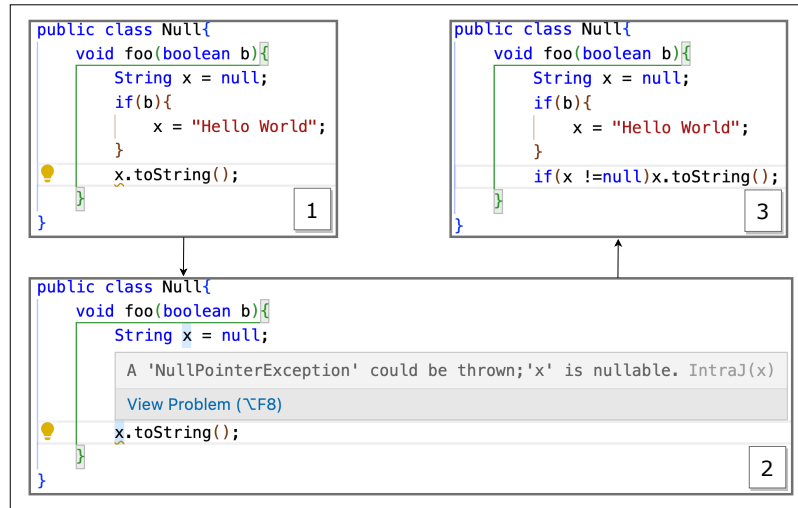 public class Null{
void foo(boolean b){
String x = null;
if(b){
x = "Hello World";
}
x.toString();
}
}
1
public class Null{
void foo(boolean b){
String x = null;
if(b){
x = "Hello World";
}
if(x !=null)x.toString();
}
}
3
public class Null{
void foo(boolean b){
String x = null;
A 'NullPointerException' could be thrown;'x' is nullable. IntraJ(x)
View Problem (⌥F8)
x.toString();
}
}
2